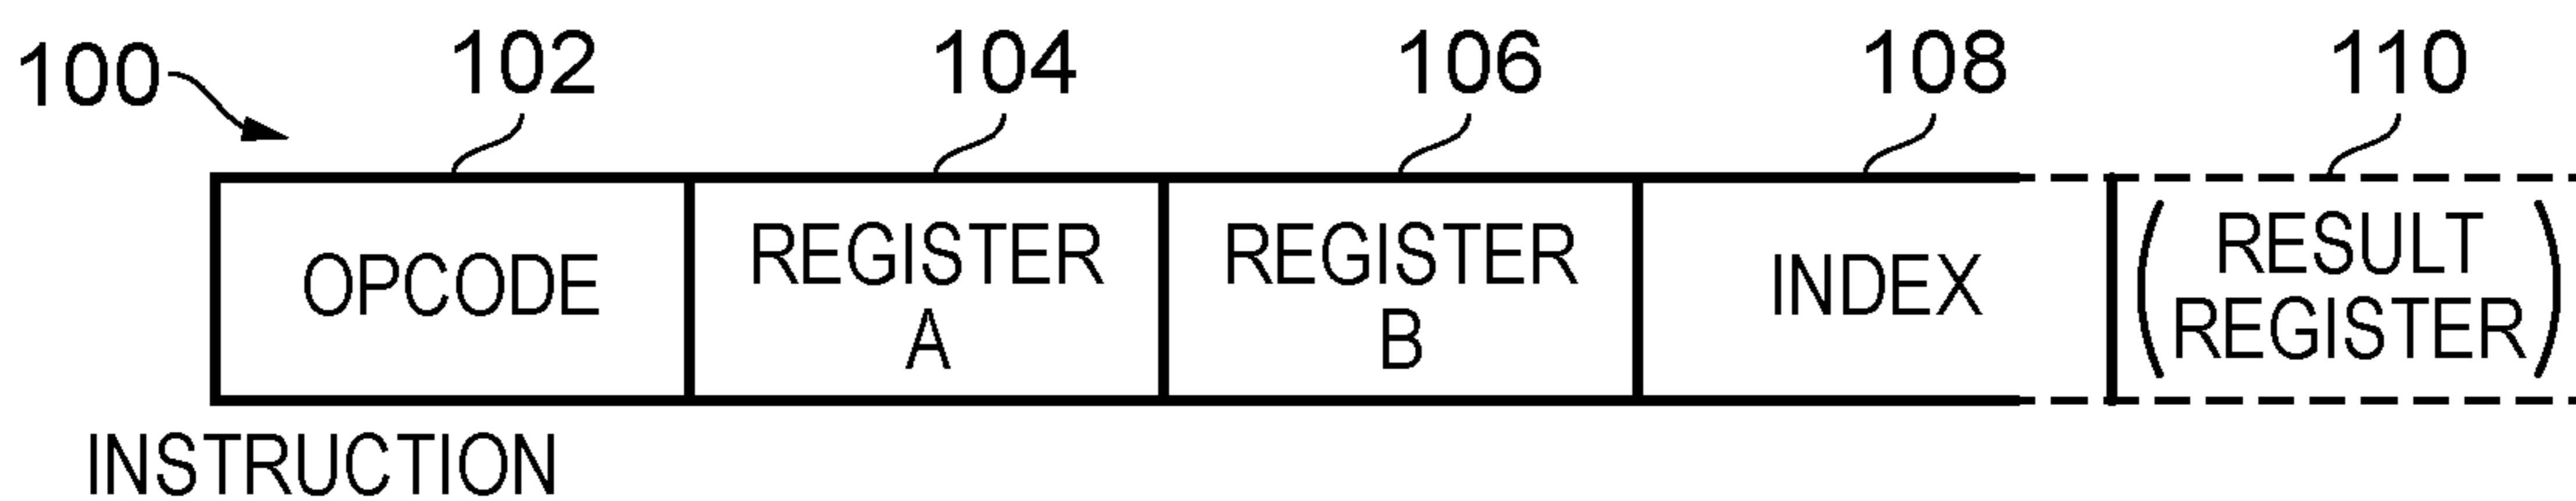 100 102 104 106 108 110
OPCODE
REGISTER
A
REGISTER
B
INDEX
(RESULT
REGISTER)
INSTRUCTION